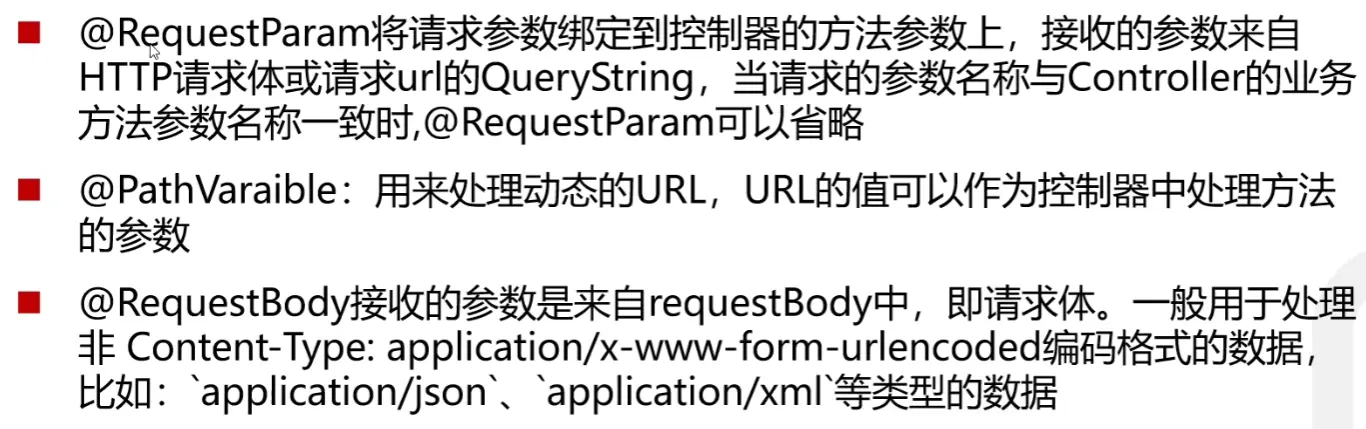 @RequestParam将请求参数绑定到控制器的方法参数上，接收的参数来自
HTTP请求体或请求url的QueryString，当请求的参数名称与Controller的业务
方法参数名称一致时,@RequestParam可以省略
@PathVaraible：用来处理动态的URL，URL的值可以作为控制器中处理方法
的参数
@RequestBody接收的参数是来自requestBody中，即请求体。一般用于处理
非 Content-Type: application/x-www-form-urlencoded编码格式的数据，
比如：`application/json`、`application/xml`等类型的数据